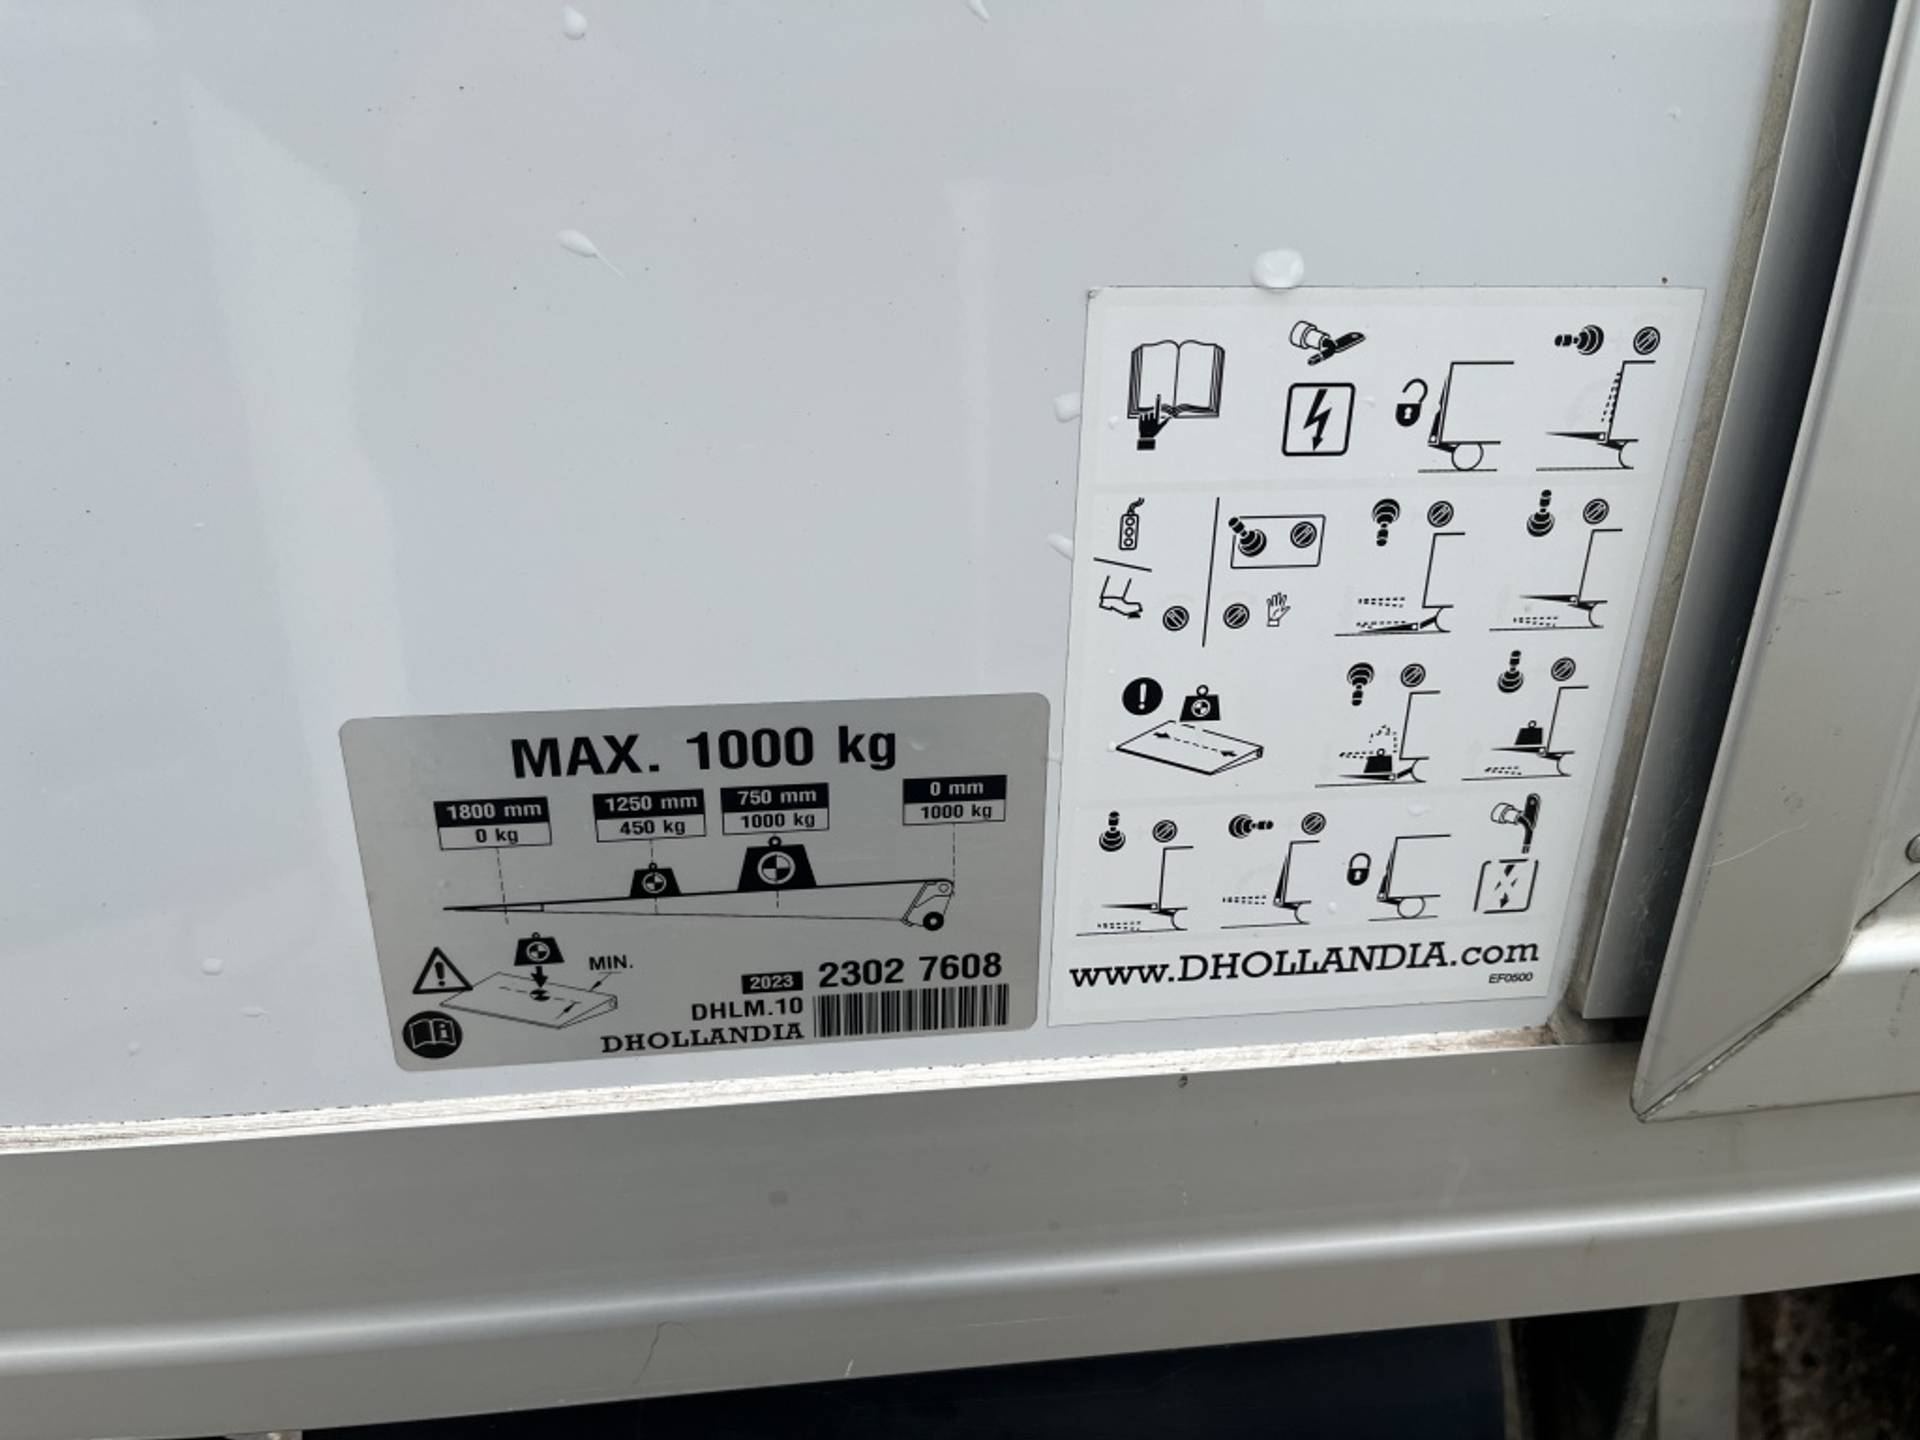 MAX. 1000 kg
1800 mm 1250 mm 750 mm 0 mm
0 kg 450 kg 1000 kg 1000 kg
MIN.
2023 2302 7608
DHLM.10
DHOLLANDIA
www.DHOLLANDIA.com
EF0500